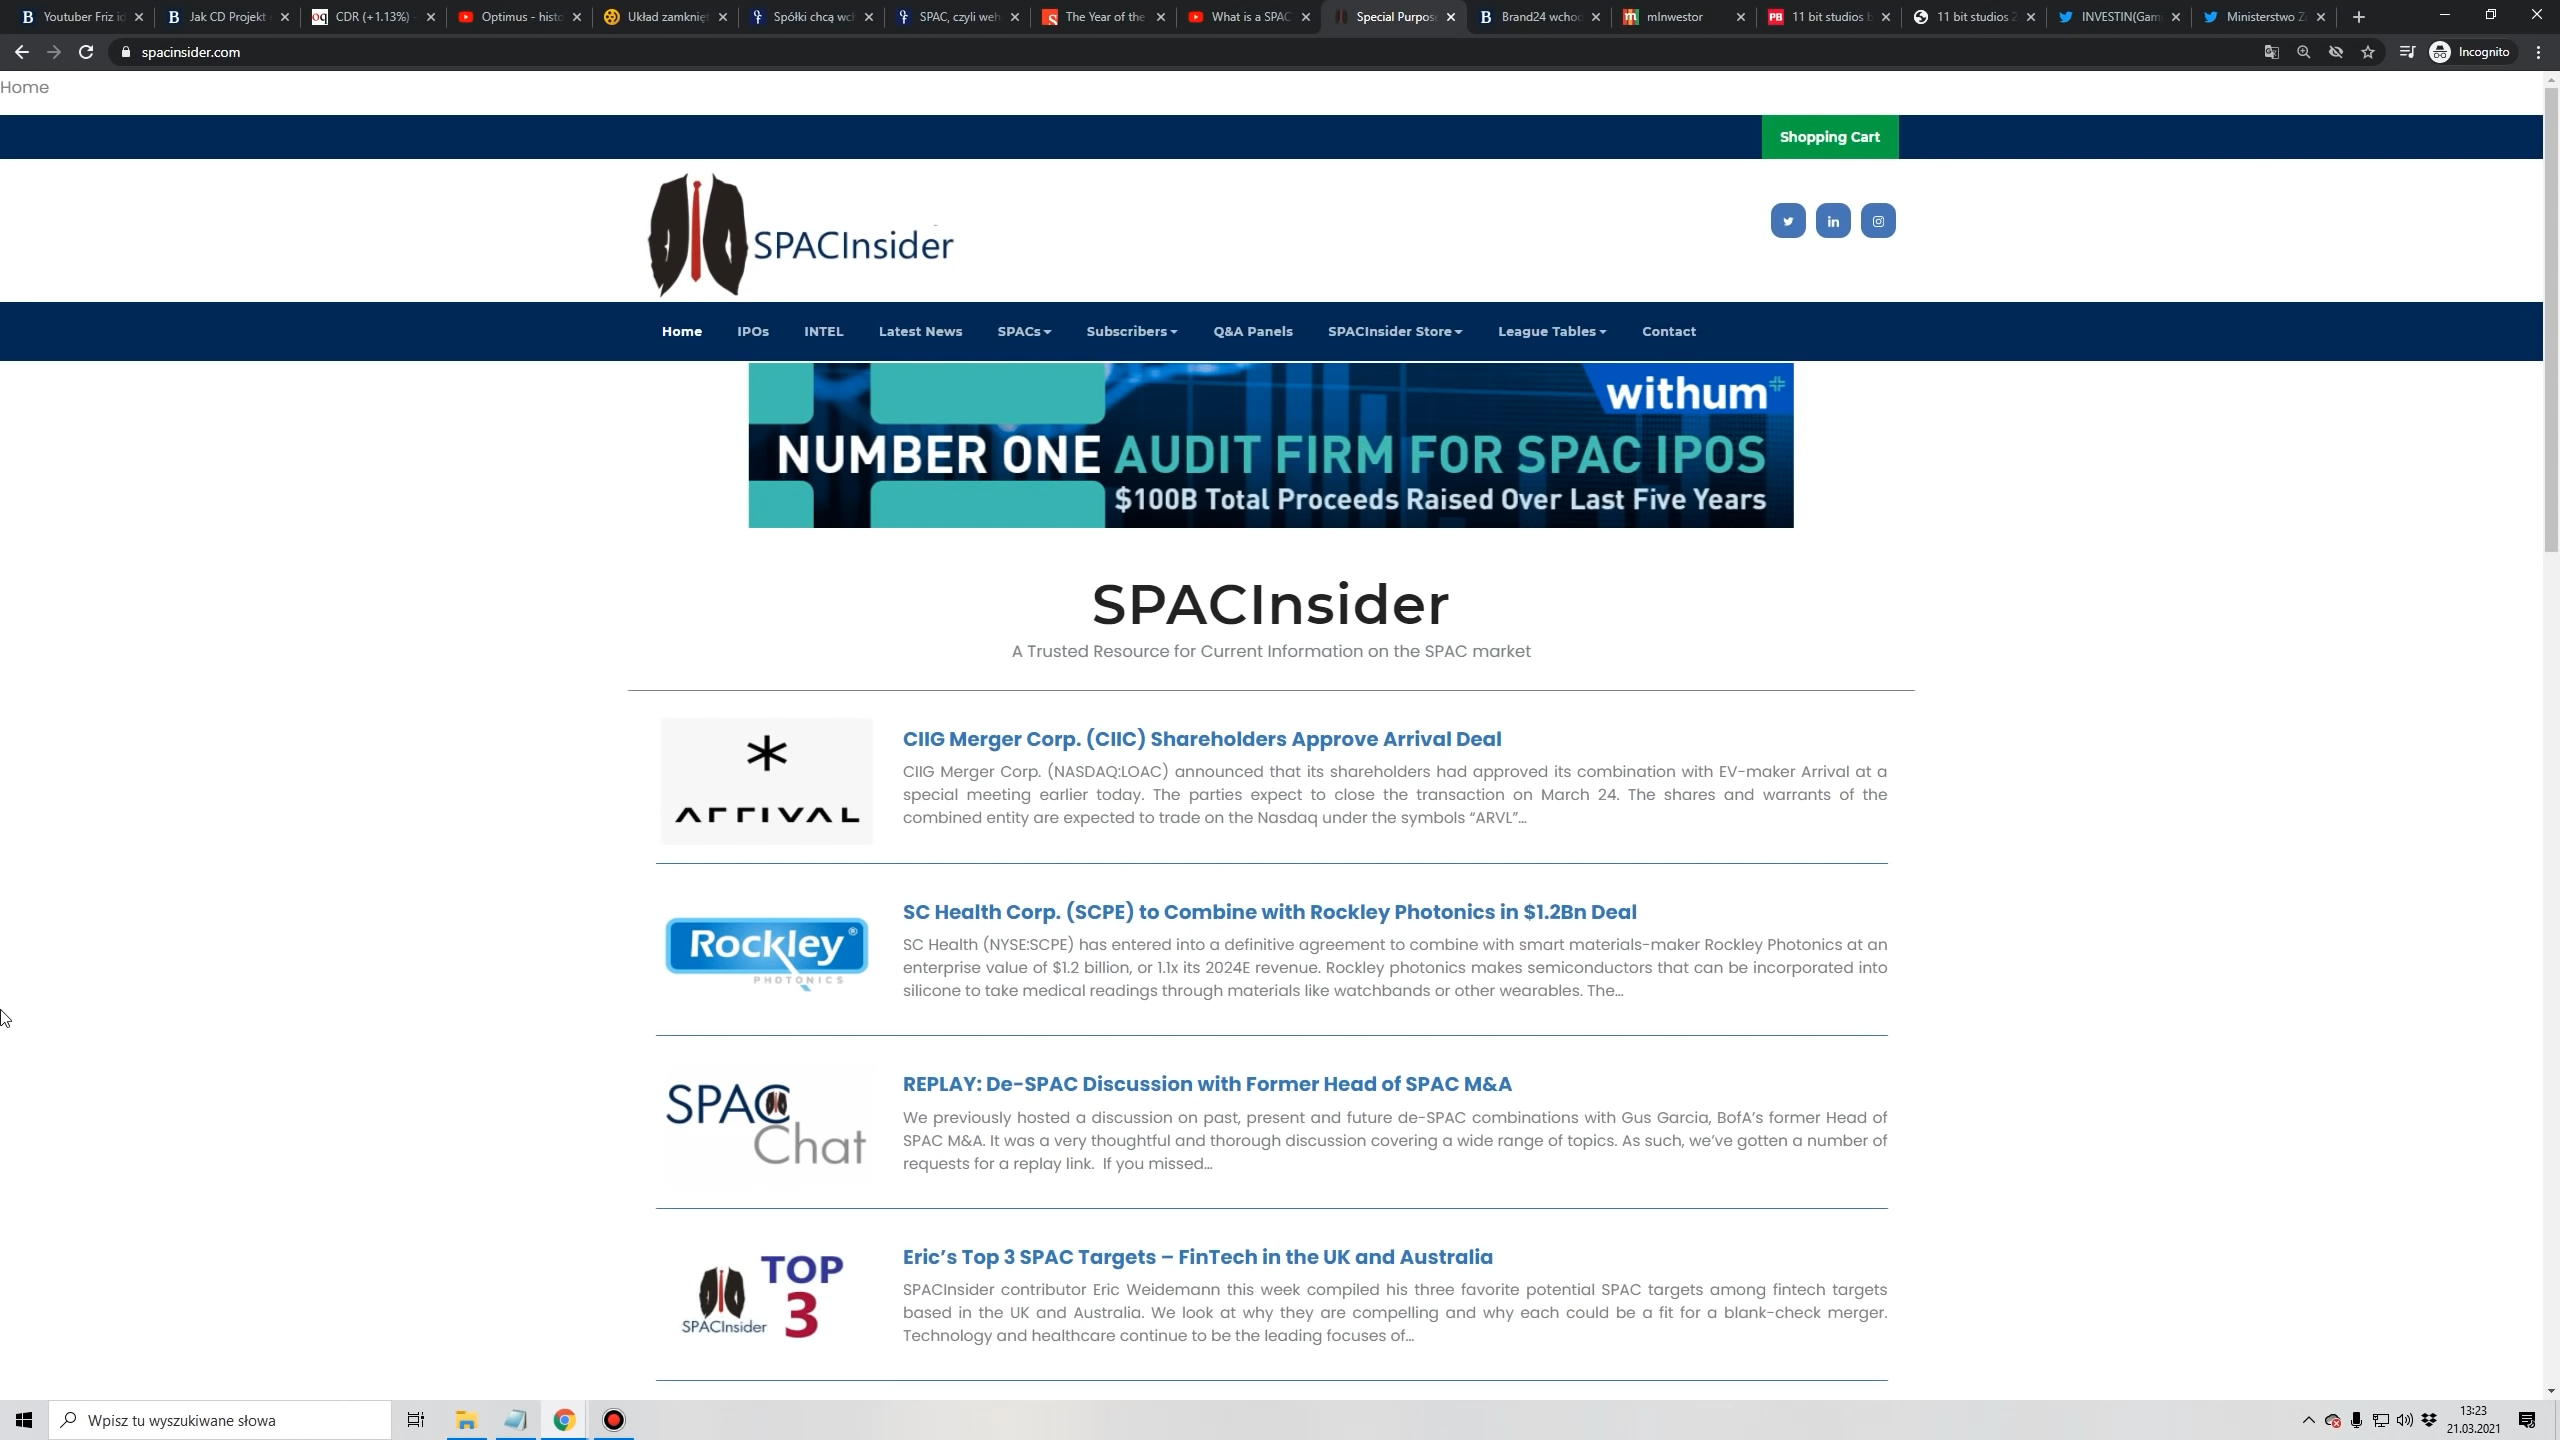 Youtuber Friz i
Jak CD Projekt
CDR (+1.13%)
Optimus - histo
Układ zamknięt
Spółki chcą wc
SPAC, czyli weh
The Year of the
What is a SPAC
Special Purpose
Brand24 wcho
mInwestor
11 bit studios
11 bit studios 2
INVESTIN(Gam
Ministerstwo Z
spacinsider.com
Incognito
Home
Shopping Cart
SPACInsider
Home IPOs INTEL Latest News SPACs Subscribers Q&A Panels SPACInsider Store League Tables Contact
withum+
NUMBER ONE AUDIT FIRM FOR SPAC IPOS
$100B Total Proceeds Raised Over Last Five Years
SPACInsider
A Trusted Resource for Current Information on the SPAC market
ARRIVAL
CIIG Merger Corp. (CIIC) Shareholders Approve Arrival Deal
CIIG Merger Corp. (NASDAQ:LOAC) announced that its shareholders had approved its combination with EV-maker Arrival at a
special meeting earlier today. The parties expect to close the transaction on March 24. The shares and warrants of the
combined entity are expected to trade on the Nasdaq under the symbols “ARVL”...
Rockley®
PHOTONICS
SC Health Corp. (SCPE) to Combine with Rockley Photonics in $1.2Bn Deal
SC Health (NYSE:SCPE) has entered into a definitive agreement to combine with smart materials-maker Rockley Photonics at an
enterprise value of $1.2 billion, or 1.1x its 2024E revenue. Rockley photonics makes semiconductors that can be incorporated into
silicone to take medical readings through materials like watchbands or other wearables. The...
SPAC
Chat
REPLAY: De-SPAC Discussion with Former Head of SPAC M&A
We previously hosted a discussion on past, present and future de-SPAC combinations with Gus Garcia, BofA’s former Head of
SPAC M&A. It was a very thoughtful and thorough discussion covering a wide range of topics. As such, we’ve gotten a number of
requests for a replay link. If you missed...
SPACInsider
TOP
3
Eric’s Top 3 SPAC Targets – FinTech in the UK and Australia
SPACInsider contributor Eric Weidemann this week compiled his three favorite potential SPAC targets among fintech targets
based in the UK and Australia. We look at why they are compelling and why each could be a fit for a blank-check merger.
Technology and healthcare continue to be the leading focuses of...
Wpisz tu wyszukiwane słowa
13:23
21.03.2021